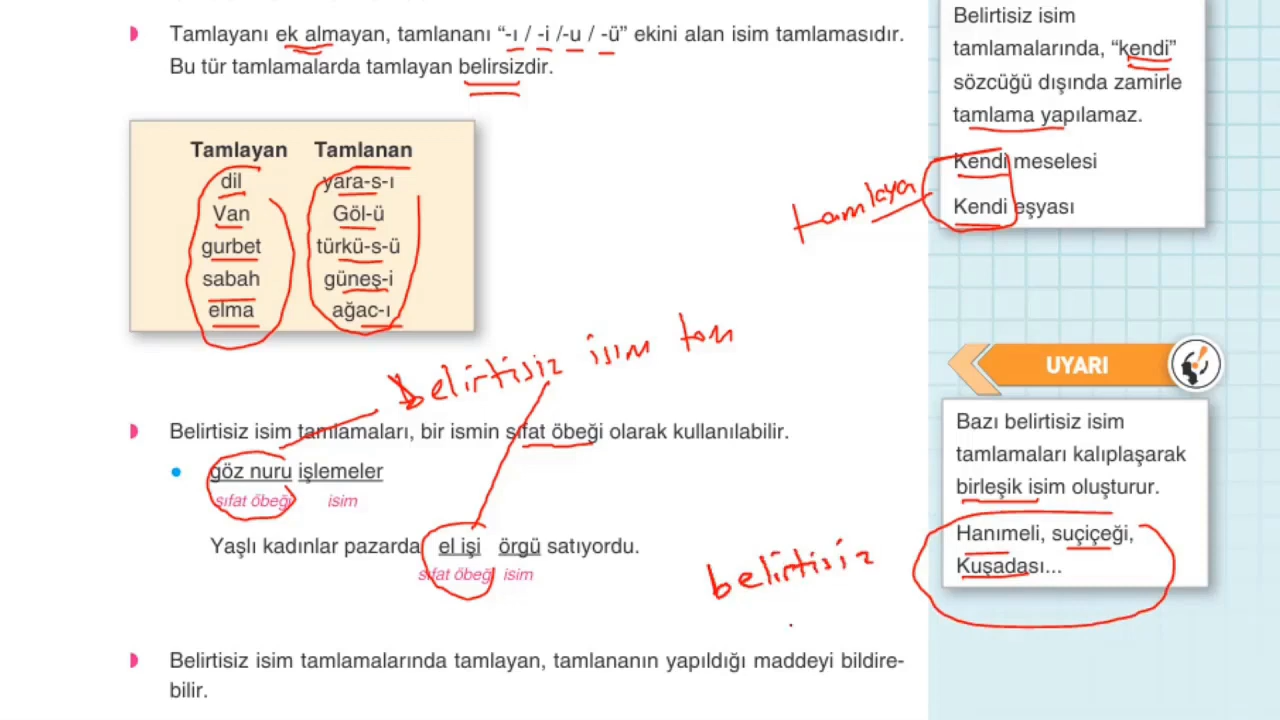 Tamlayanı ek almayan, tamlananı “-ı / -i /-u / -ü” ekini alan isim tamlamasıdır.
Bu tür tamlamalarda tamlayan belirsizdir.
Tamlayan Tamlanan
dil yara-s-ı
Van Göl-ü
gurbet türkü-s-ü
sabah güneş-i
elma ağac-ı
Belirtisiz isim tam
Belirtisiz isim tamlamaları, bir ismin sıfat öbeği olarak kullanılabilir.
göz nuru işlemeler
sıfat öbeği isim
Yaşlı kadınlar pazarda el işi örgü satıyordu.
sıfat öbeği isim
belirtisiz
Belirtisiz isim tamlamalarında tamlayan, tamlananın yapıldığı maddeyi bildire-
bilir.
Belirtisiz isim
tamlamalarında, “kendi”
sözcüğü dışında zamirle
tamlama yapılamaz.
Kendi meselesi
Kendi eşyası
tamlaya
UYARI
Bazı belirtisiz isim
tamlamaları kalıplaşarak
birleşik isim oluşturur.
Hanımeli, suçiçeği,
Kuşadası...